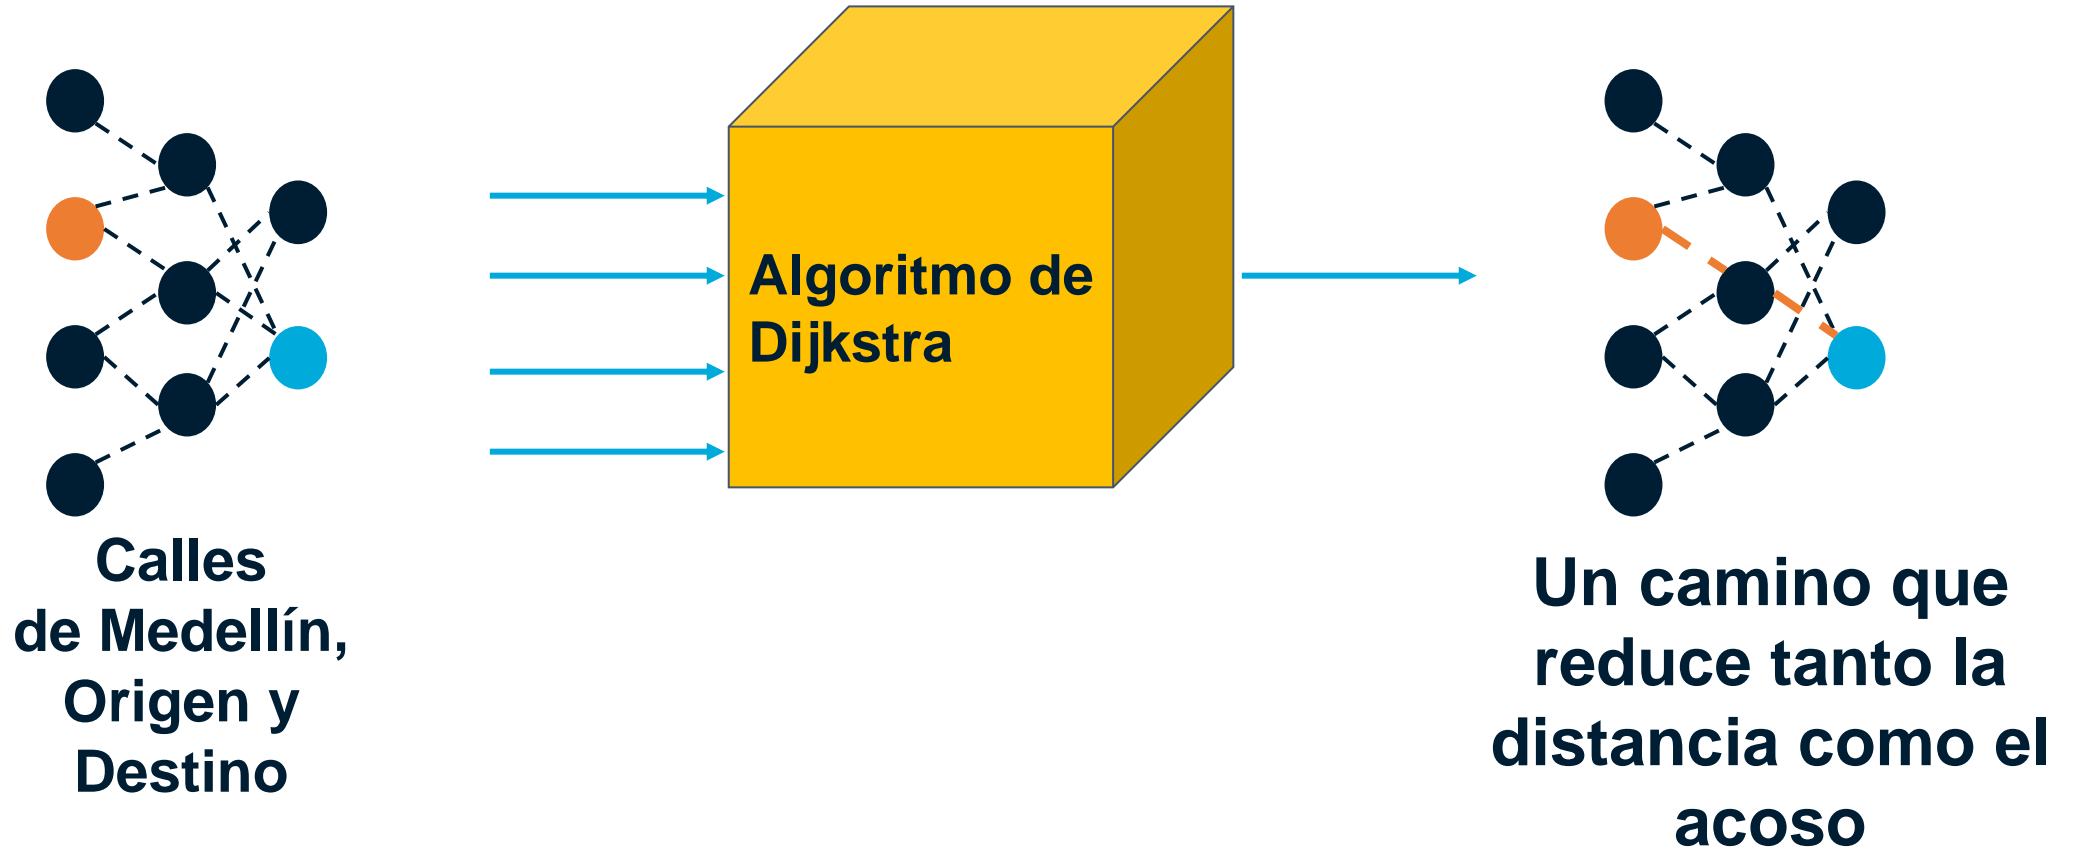 Algoritmo de
Dijkstra
Calles
de Medellín,
Origen y
Destino
Un camino que
reduce tanto la
distancia como el
acoso